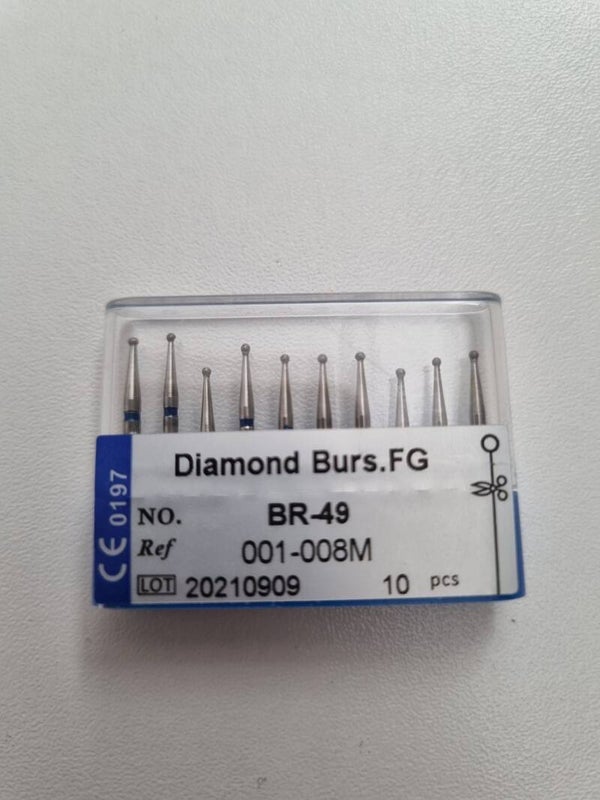 Diamond Burs.FG
CE 0197
NO. BR-49
Ref 001-008M
LOT 20210909 10 pcs